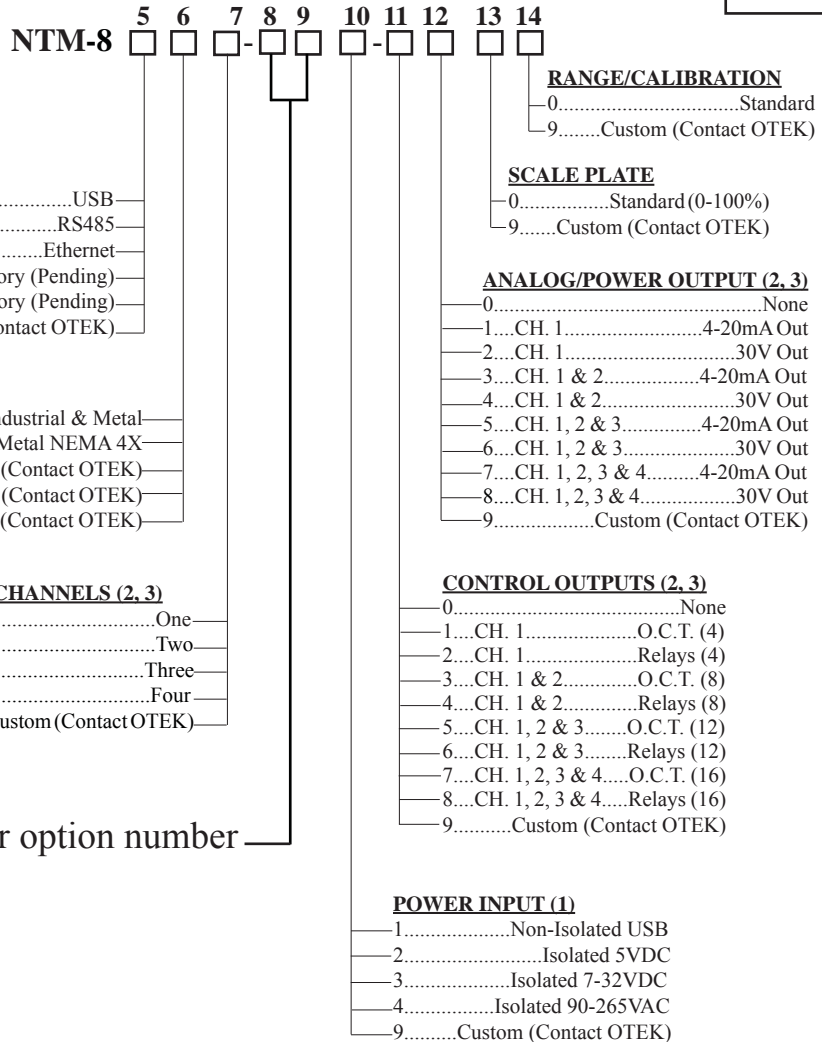 5 6 7 8 9 10 11 12 13 14
NTM-8 - -
RANGE/CALIBRATION
0................................Standard
9........Custom (Contact OTEK)
SCALE PLATE
0................Standard (0-100%)
9.......Custom (Contact OTEK)
ANALOG/POWER OUTPUT (2, 3)
0................................................None
1....CH. 1.........................4-20mA Out
2....CH. 1..............................30V Out
3....CH. 1 & 2...............4-20mA Out
4....CH. 1 & 2......................30V Out
5....CH. 1, 2 & 3...........4-20mA Out
6....CH. 1, 2 & 3..................30V Out
7....CH. 1, 2, 3 & 4.........4-20mA Out
8....CH. 1, 2, 3 & 4...............30V Out
9..................Custom (Contact OTEK)
USB
RS485
Ethernet
ory (Pending)
ory (Pending)
ontact OTEK)
dustrial & Metal
Metal NEMA 4X
(Contact OTEK)
(Contact OTEK)
(Contact OTEK)
CHANNELS (2, 3)
One
Two
Three
Four
ustom (Contact OTEK)
CONTROL OUTPUTS (2, 3)
0........................................None
1....CH. 1....................O.C.T. (4)
2....CH. 1....................Relays (4)
3....CH. 1 & 2.............O.C.T. (8)
4....CH. 1 & 2.............Relays (8)
5....CH. 1, 2 & 3........O.C.T. (12)
6....CH. 1, 2 & 3........Relays (12)
7....CH. 1, 2, 3 & 4.....O.C.T. (16)
8....CH. 1, 2, 3 & 4.....Relays (16)
9..........Custom (Contact OTEK)
r option number
POWER INPUT (1)
1...................Non-Isolated USB
2.........................Isolated 5VDC
3...................Isolated 7-32VDC
4.................Isolated 90-265VAC
9..........Custom (Contact OTEK)